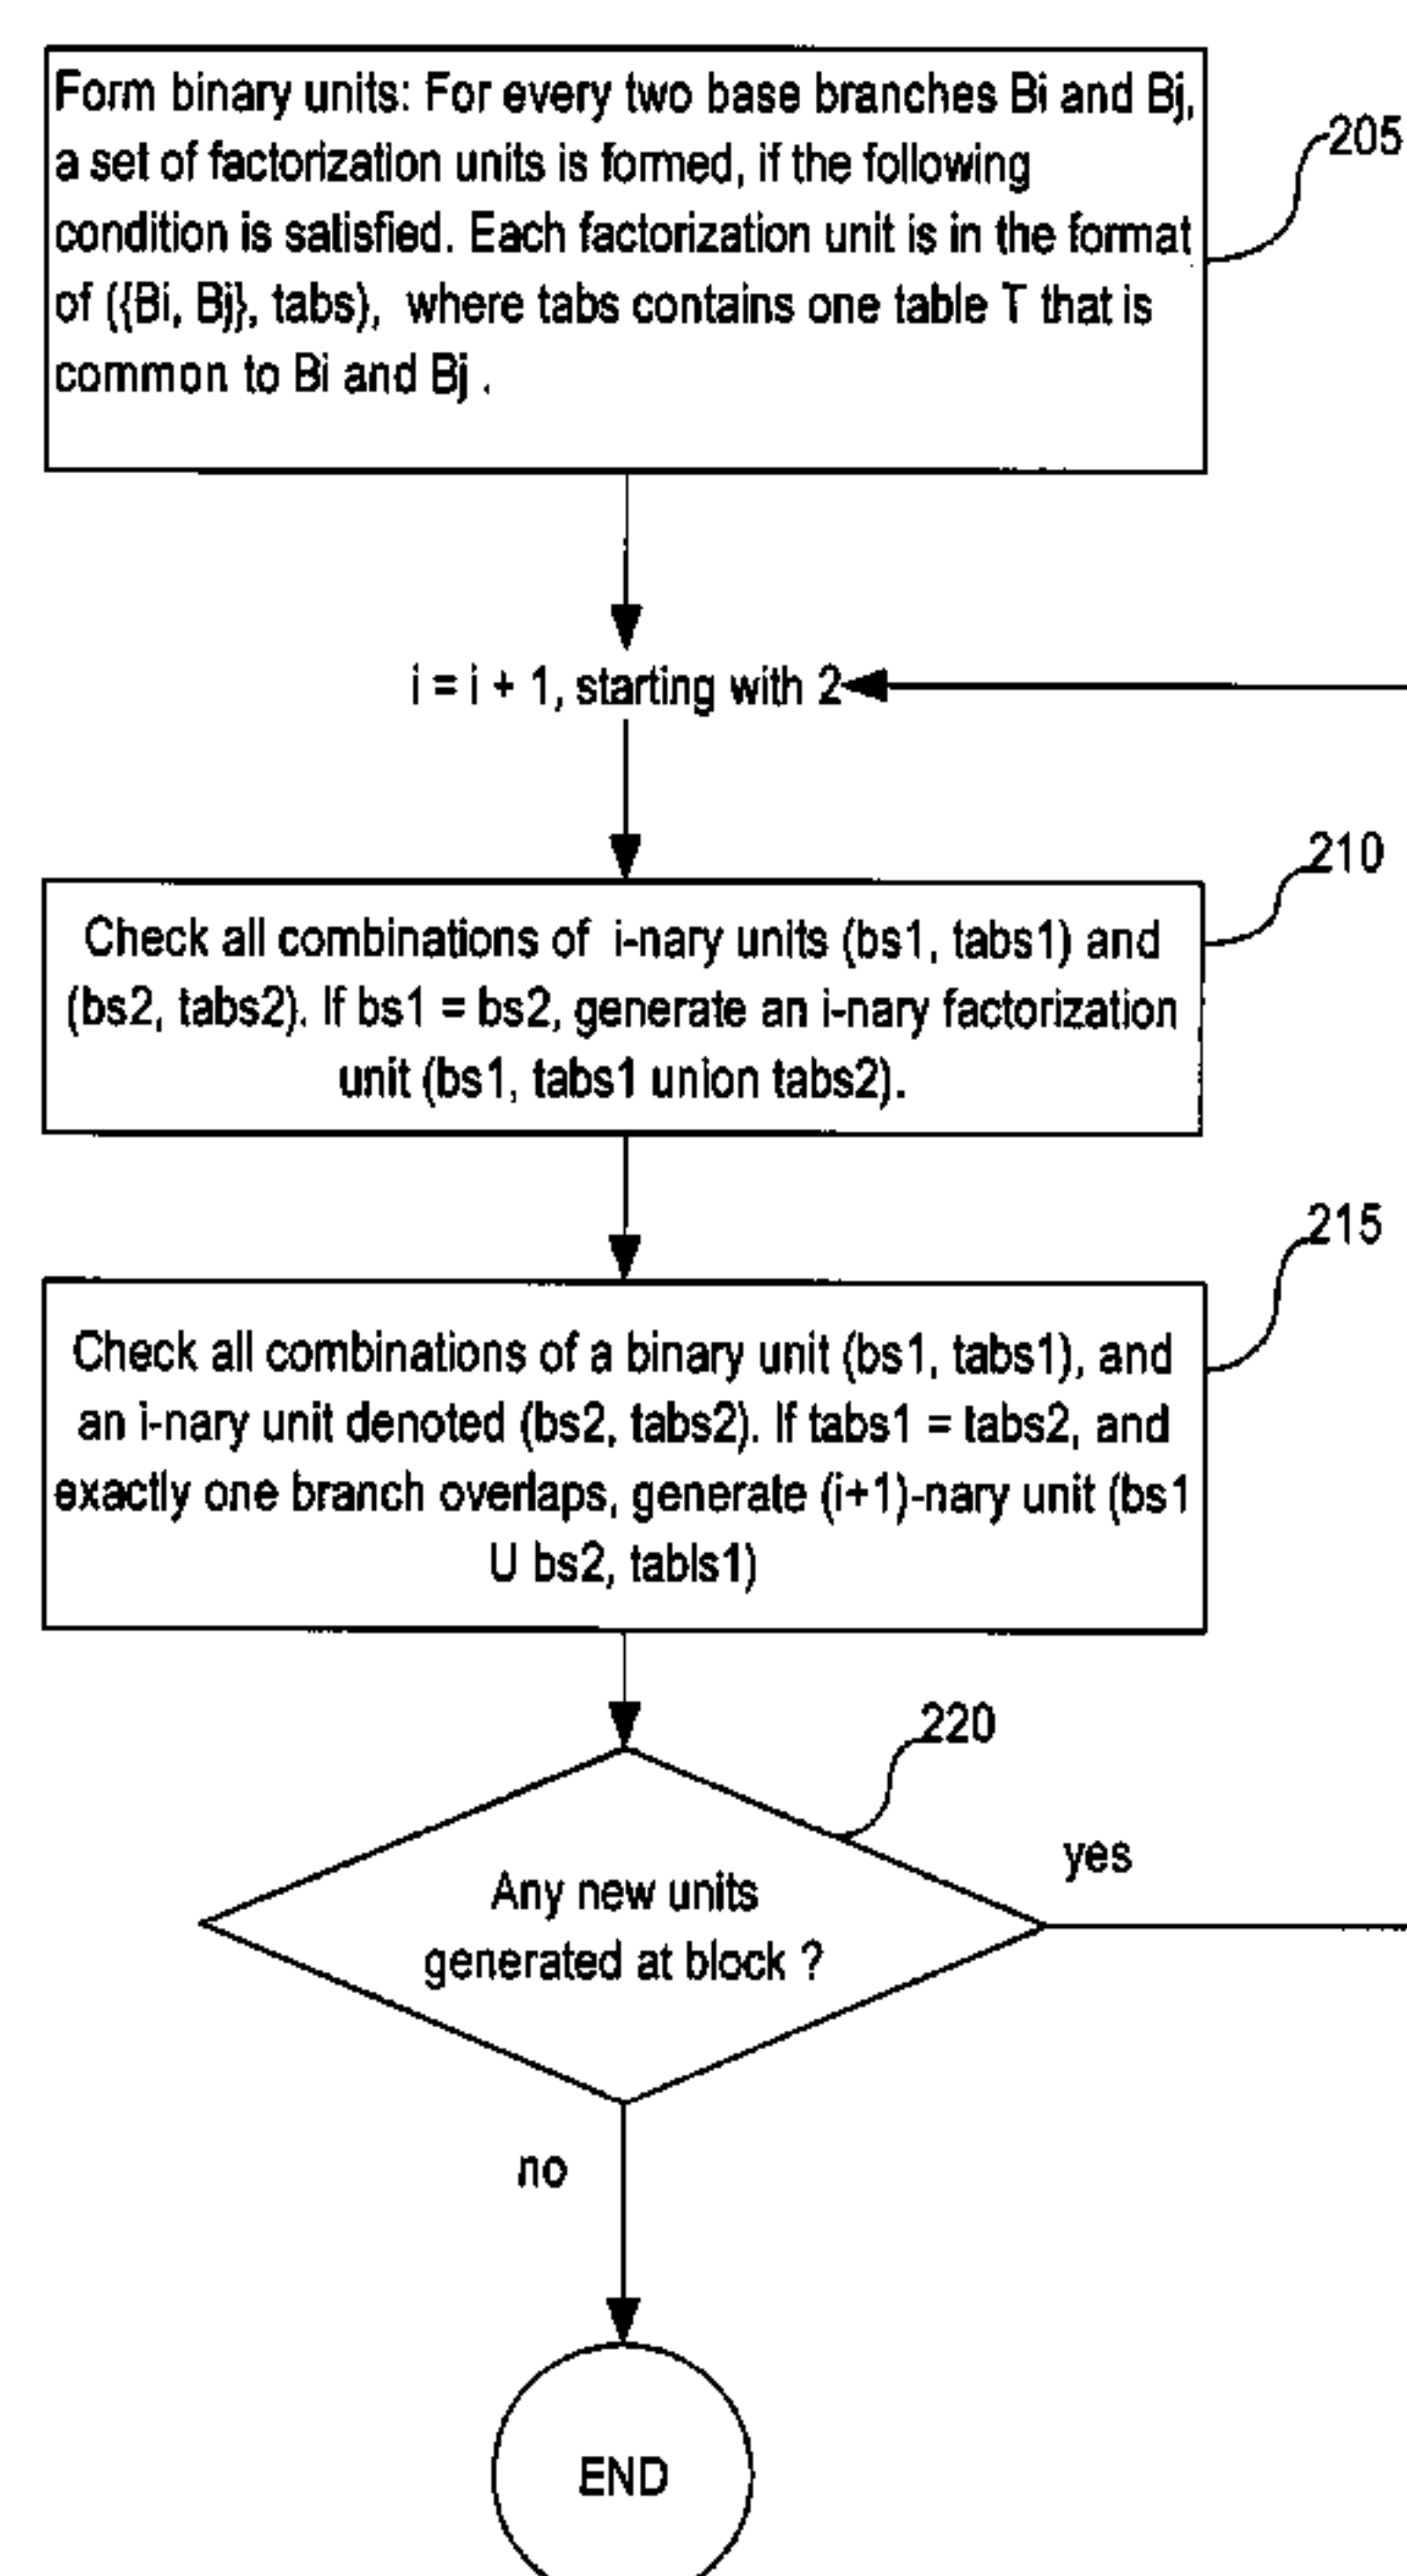 Form binary units: For every two base branches Bi and Bj,
a set of factorization units is formed, if the following
condition is satisfied. Each factorization unit is in the format
of ({Bi, Bj}, tabs),  where tabs contains one table T that is
common to Bi and Bj .
205
i = i + 1, starting with 2
210
Check all combinations of  i-nary units (bs1, tabs1) and
(bs2, tabs2). If bs1 = bs2, generate an i-nary factorization
unit (bs1, tabs1 union tabs2).
215
Check all combinations of a binary unit (bs1, tabs1), and
an i-nary unit denoted (bs2, tabs2). If tabs1 = tabs2, and
exactly one branch overlaps, generate (i+1)-nary unit (bs1
U bs2, tabls1)
220
yes
Any new units
generated at block ?
no
END